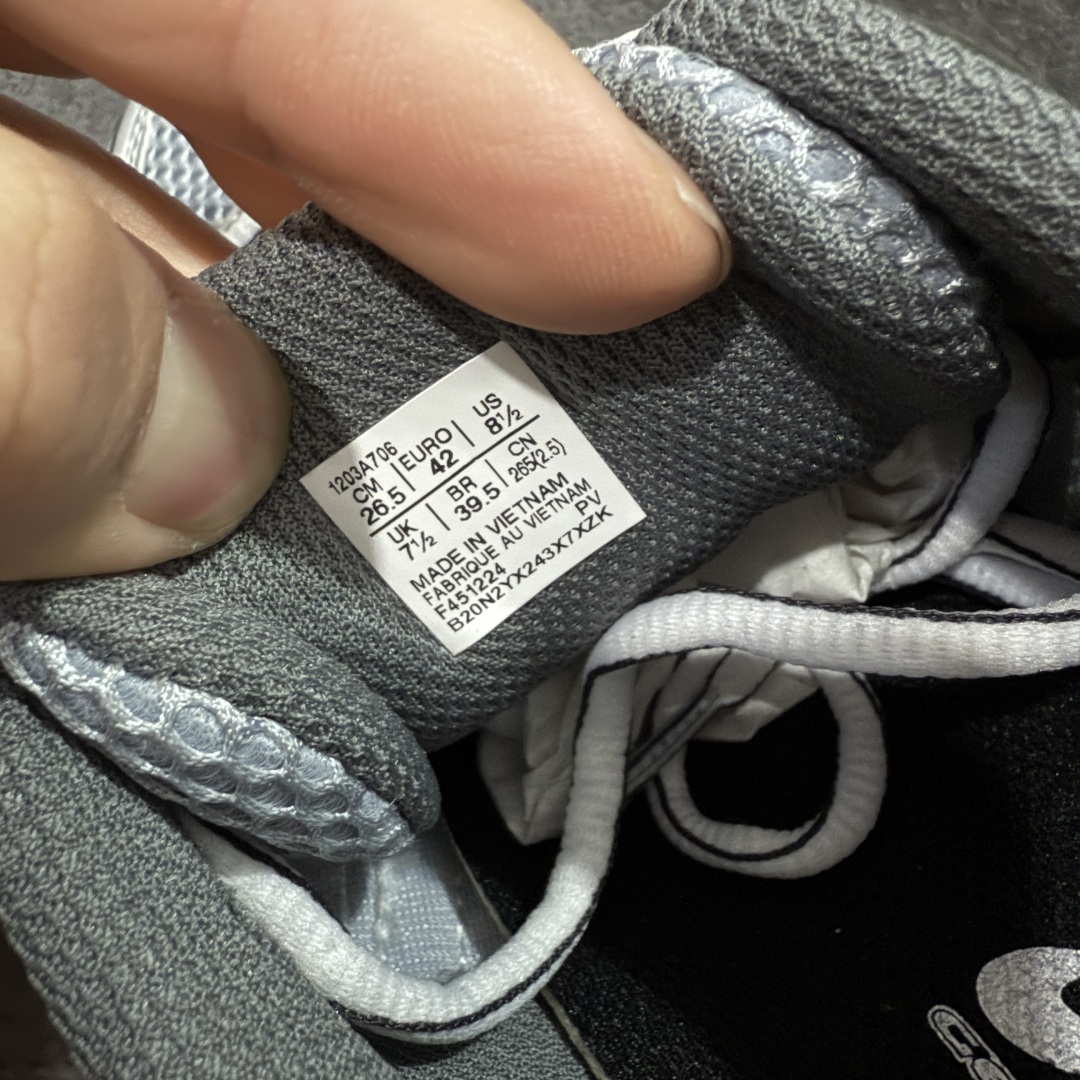 1203A706
CM EURO US
26.5 42 8½
UK BR CN
7½ 39.5 265(2.5)
MADE IN VIETNAM
FABRIQUE AU VIETNAM
F451224 PV
B20N2YX243X7XZK